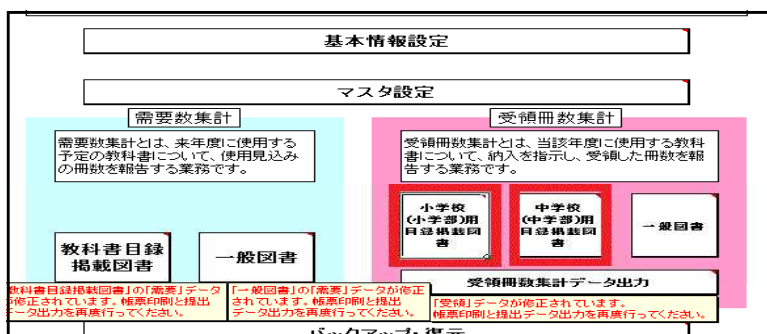 基本情報設定
マスタ設定
需要数集計
需要数集計とは、来年度に使用する
予定の教科書について、使用見込み
の冊数を報告する業務です。
教科書目録
掲載図書
一般図書
教科書目録掲載図書」の「需要」データ
が修正されています。帳票印刷と提出
データ出力を再度行ってください。
「一般図書」の「需要」データが修正
されています。帳票印刷と提出
データ出力を再度行ってください。
受領冊数集計
受領冊数集計とは、当該年度に使用する教科
書について、納入を指示し、受領した冊数を報
告する業務です。
小学校
(小学部)用
目録掲載図
書
中学校
(中学部)用
目録掲載図
書
一般図書
受領冊数集計データ出力
「受領」データが修正されています。
帳票印刷と提出データ出力を再度行ってください。
バックアップ・復元